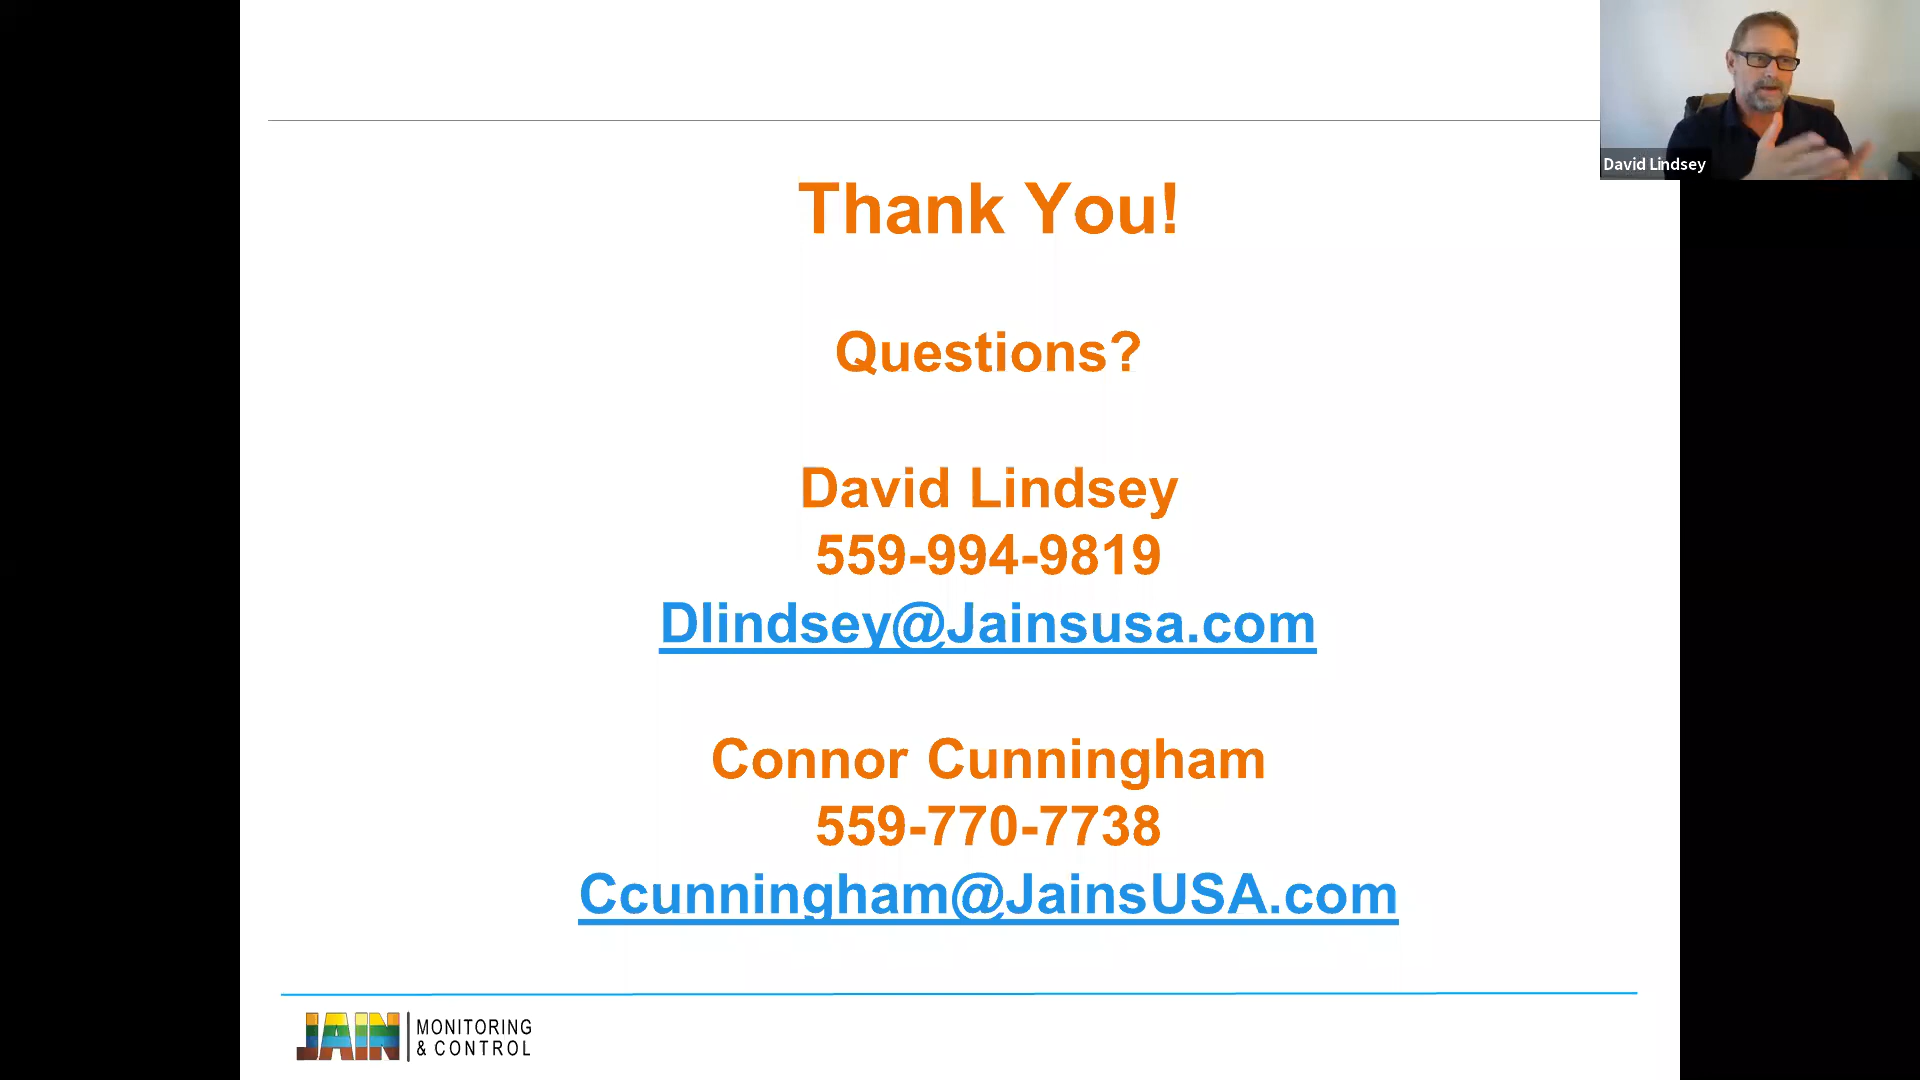 David Lindsey
Thank You!
Questions?
David Lindsey
559-994-9819
Dlindsey@Jainsusa.com
Connor Cunningham
559-770-7738
Ccunningham@JainsUSA.com
JAIN
MONITORING
& CONTROL